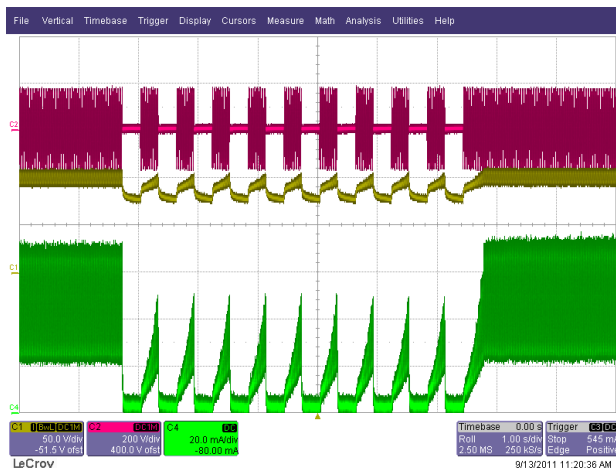 File Vertical Timebase Trigger Display Cursors Measure Math Analysis Utilities Help
C2
C1
C4
C1 BwL DC1M
50.0 V/div
-51.5 V ofst
C2 DC1M
200 V/div
400.0 V ofst
C4 DC
20.0 mA/div
-80.00 mA
Timebase 0.00 s
Roll 1.00 s/div
2.50 MS 250 kS/s
Trigger C3 DC
Stop 545 m
Edge Positive
LeCroy
9/13/2011 11:20:36 AM